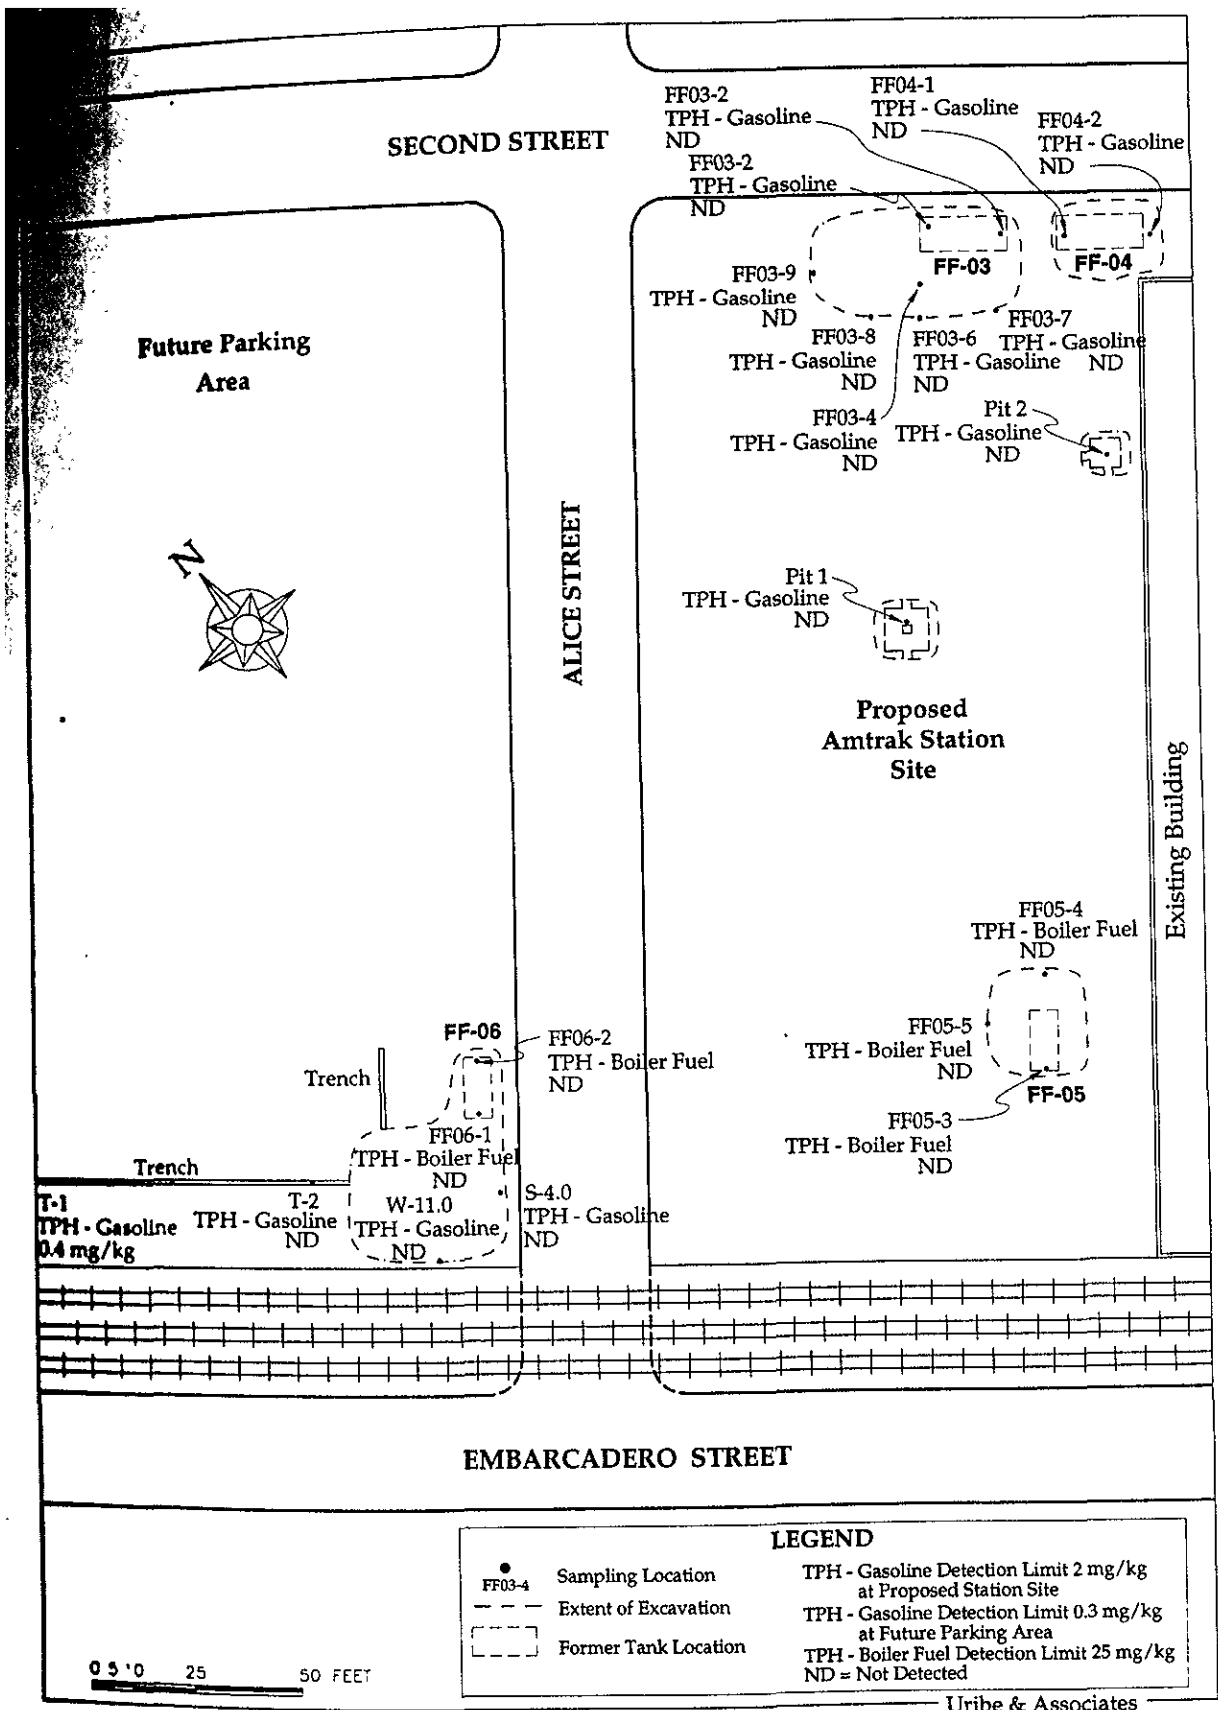 SECOND STREET
FF03-2
TPH - Gasoline
ND
FF04-1
TPH - Gasoline
ND
FF04-2
TPH - Gasoline
ND
FF03-2
TPH - Gasoline
ND
FF-03
FF-04
FF03-9
TPH - Gasoline
ND
FF03-8
TPH - Gasoline
ND
FF03-6
TPH - Gasoline
ND
FF03-7
TPH - Gasoline
ND
FF03-4
TPH - Gasoline
ND
Pit 2
TPH - Gasoline
ND
Future Parking
Area
N
ALICE STREET
Pit 1
TPH - Gasoline
ND
Proposed
Amtrak Station
Site
Existing Building
FF05-4
TPH - Boiler Fuel
ND
FF05-5
TPH - Boiler Fuel
ND
FF-05
FF05-3
TPH - Boiler Fuel
ND
FF-06
FF06-2
TPH - Boiler Fuel
ND
Trench
FF06-1
TPH - Boiler Fuel
ND
Trench
T-1
TPH - Gasoline
0.4 mg/kg
T-2
TPH - Gasoline
ND
W-11.0
TPH - Gasoline
ND
S-4.0
TPH - Gasoline
ND
EMBARCADERO STREET
LEGEND
FF03-4
Sampling Location
Extent of Excavation
Former Tank Location
TPH - Gasoline Detection Limit 2 mg/kg
at Proposed Station Site
TPH - Gasoline Detection Limit 0.3 mg/kg
at Future Parking Area
TPH - Boiler Fuel Detection Limit 25 mg/kg
ND = Not Detected
0 5 10 25 50 FEET
Uribe & Associates